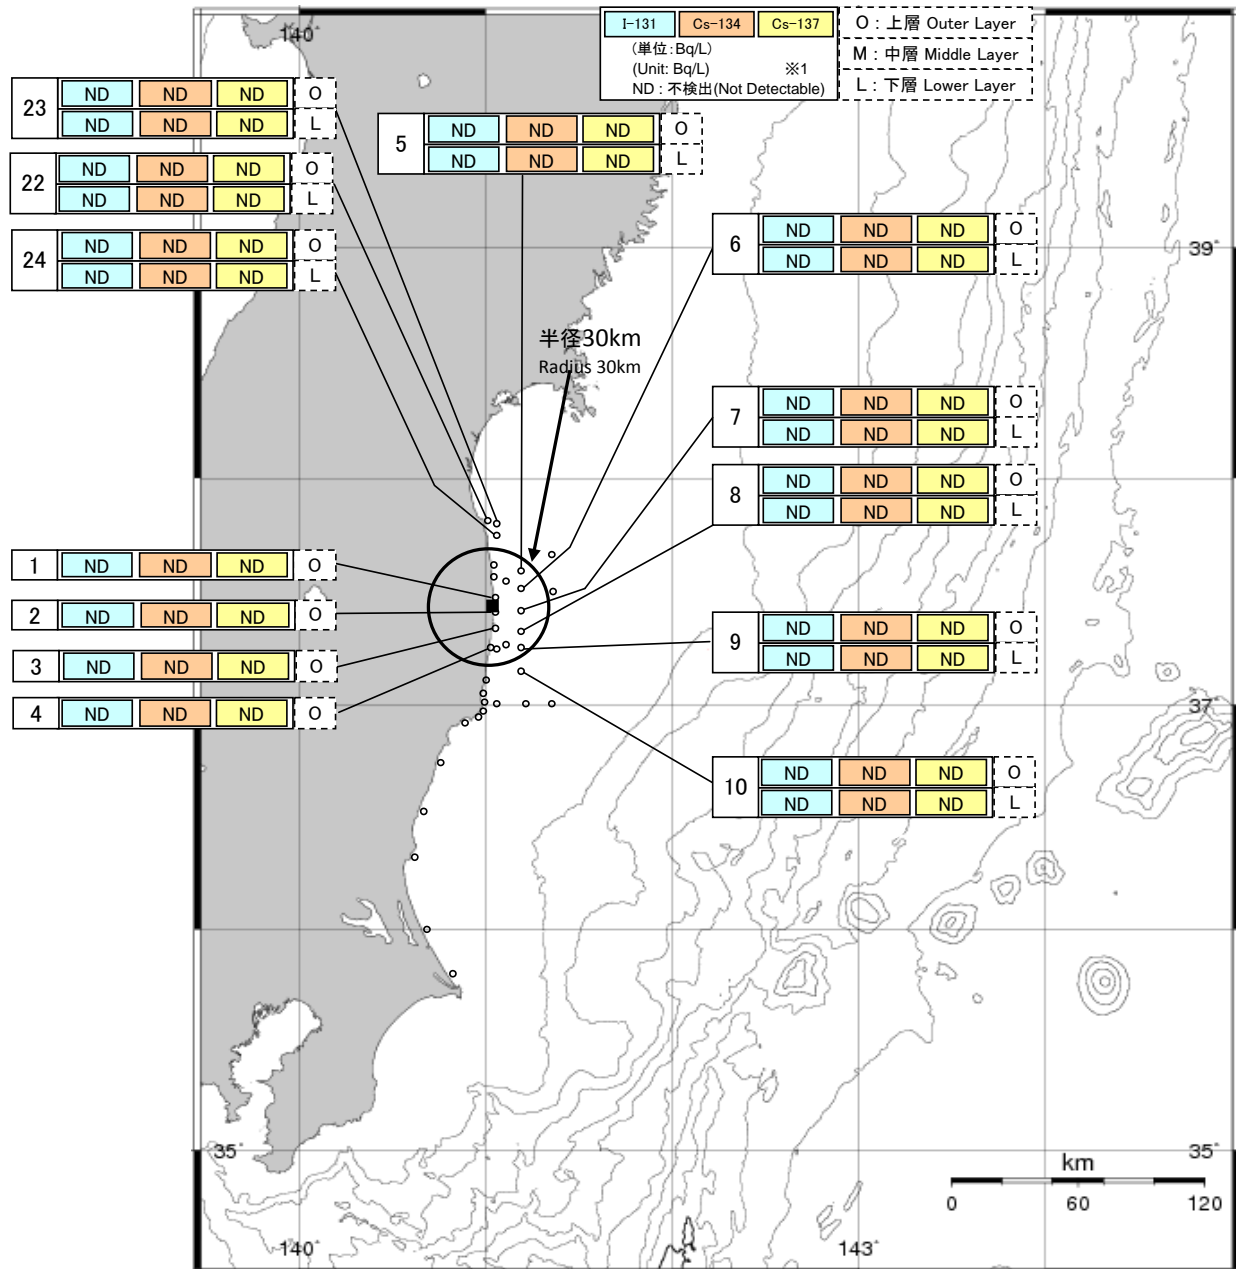 140°
I-131 Cs-134 Cs-137
(単位:Bq/L)
(Unit: Bq/L) ※1
ND : 不検出(Not Detectable)
O : 上層 Outer Layer
M : 中層 Middle Layer
L : 下層 Lower Layer
23
ND ND ND O
ND ND ND L
22
ND ND ND O
ND ND ND L
24
ND ND ND O
ND ND ND L
5
ND ND ND O
ND ND ND L
6
ND ND ND O
ND ND ND L
39°
半径30km
Radius 30km
7
ND ND ND O
ND ND ND L
8
ND ND ND O
ND ND ND L
1 ND ND ND O
2 ND ND ND O
3 ND ND ND O
4 ND ND ND O
9
ND ND ND O
ND ND ND L
37°
10
ND ND ND O
ND ND ND L
35°
35°
km
0 60 120
140°
143°